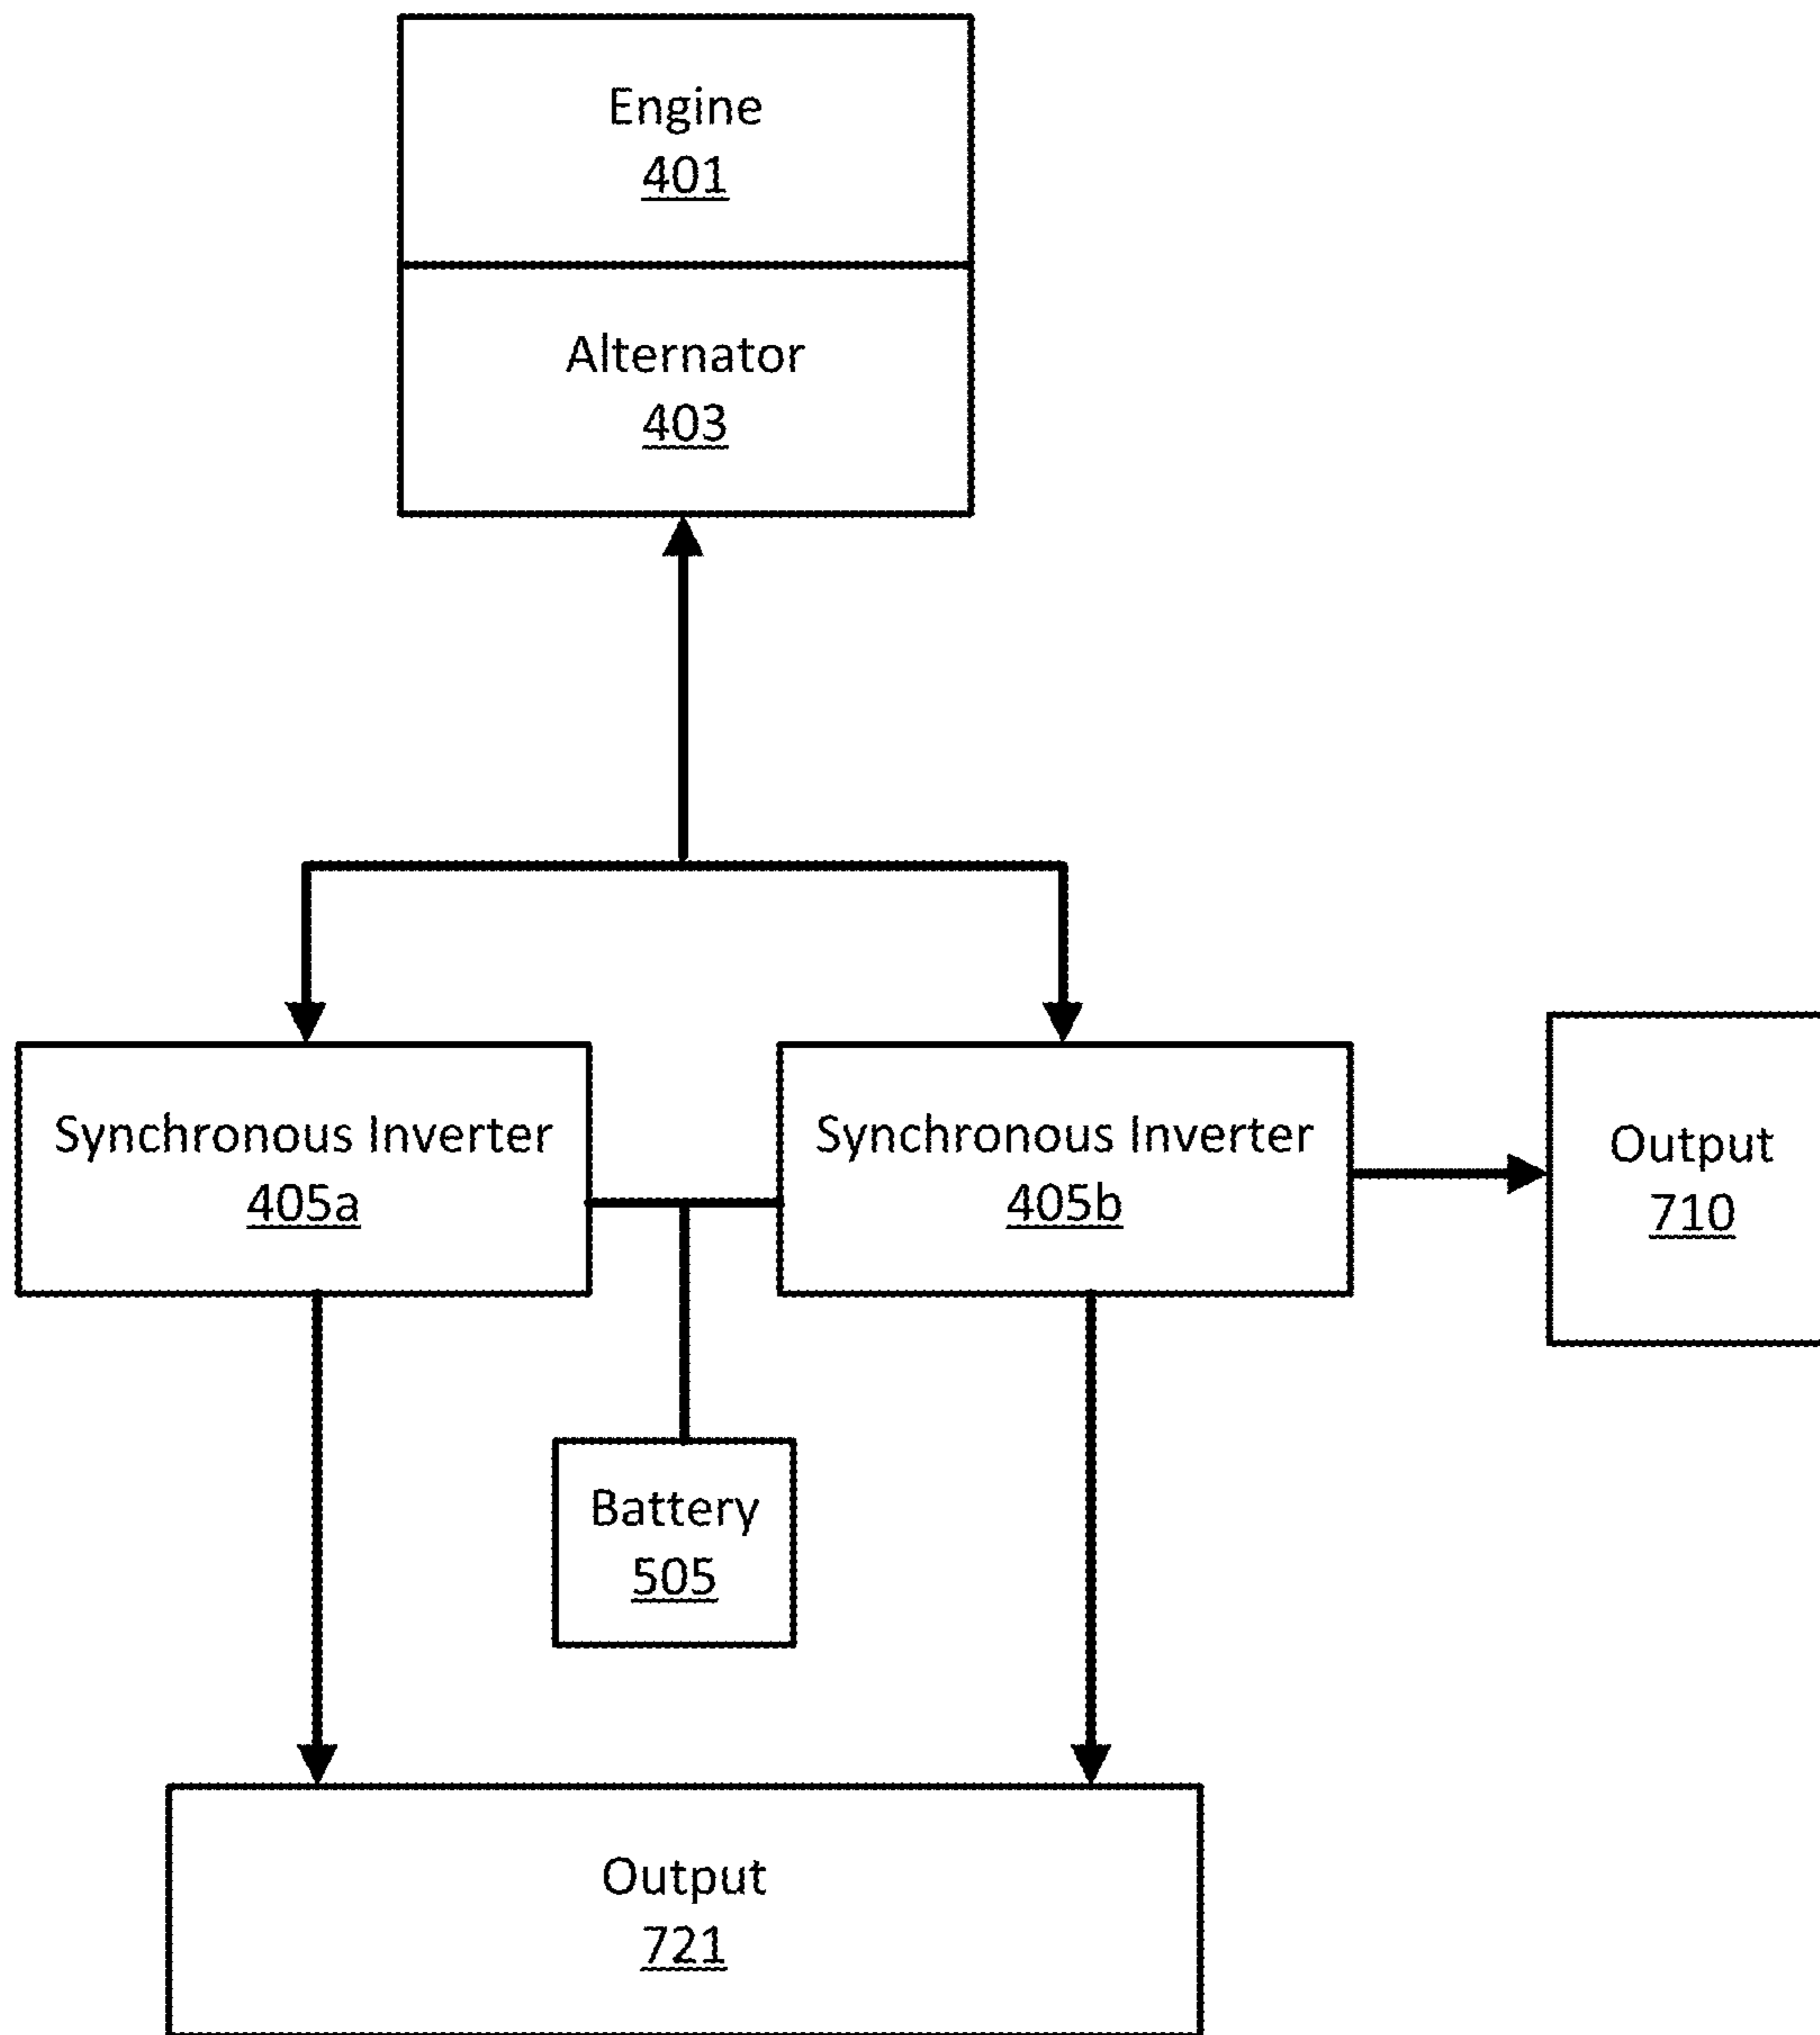 Engine
401
Alternator
403
Synchronous Inverter
405a
Synchronous Inverter
405b
Output
710
Battery
505
Output
721